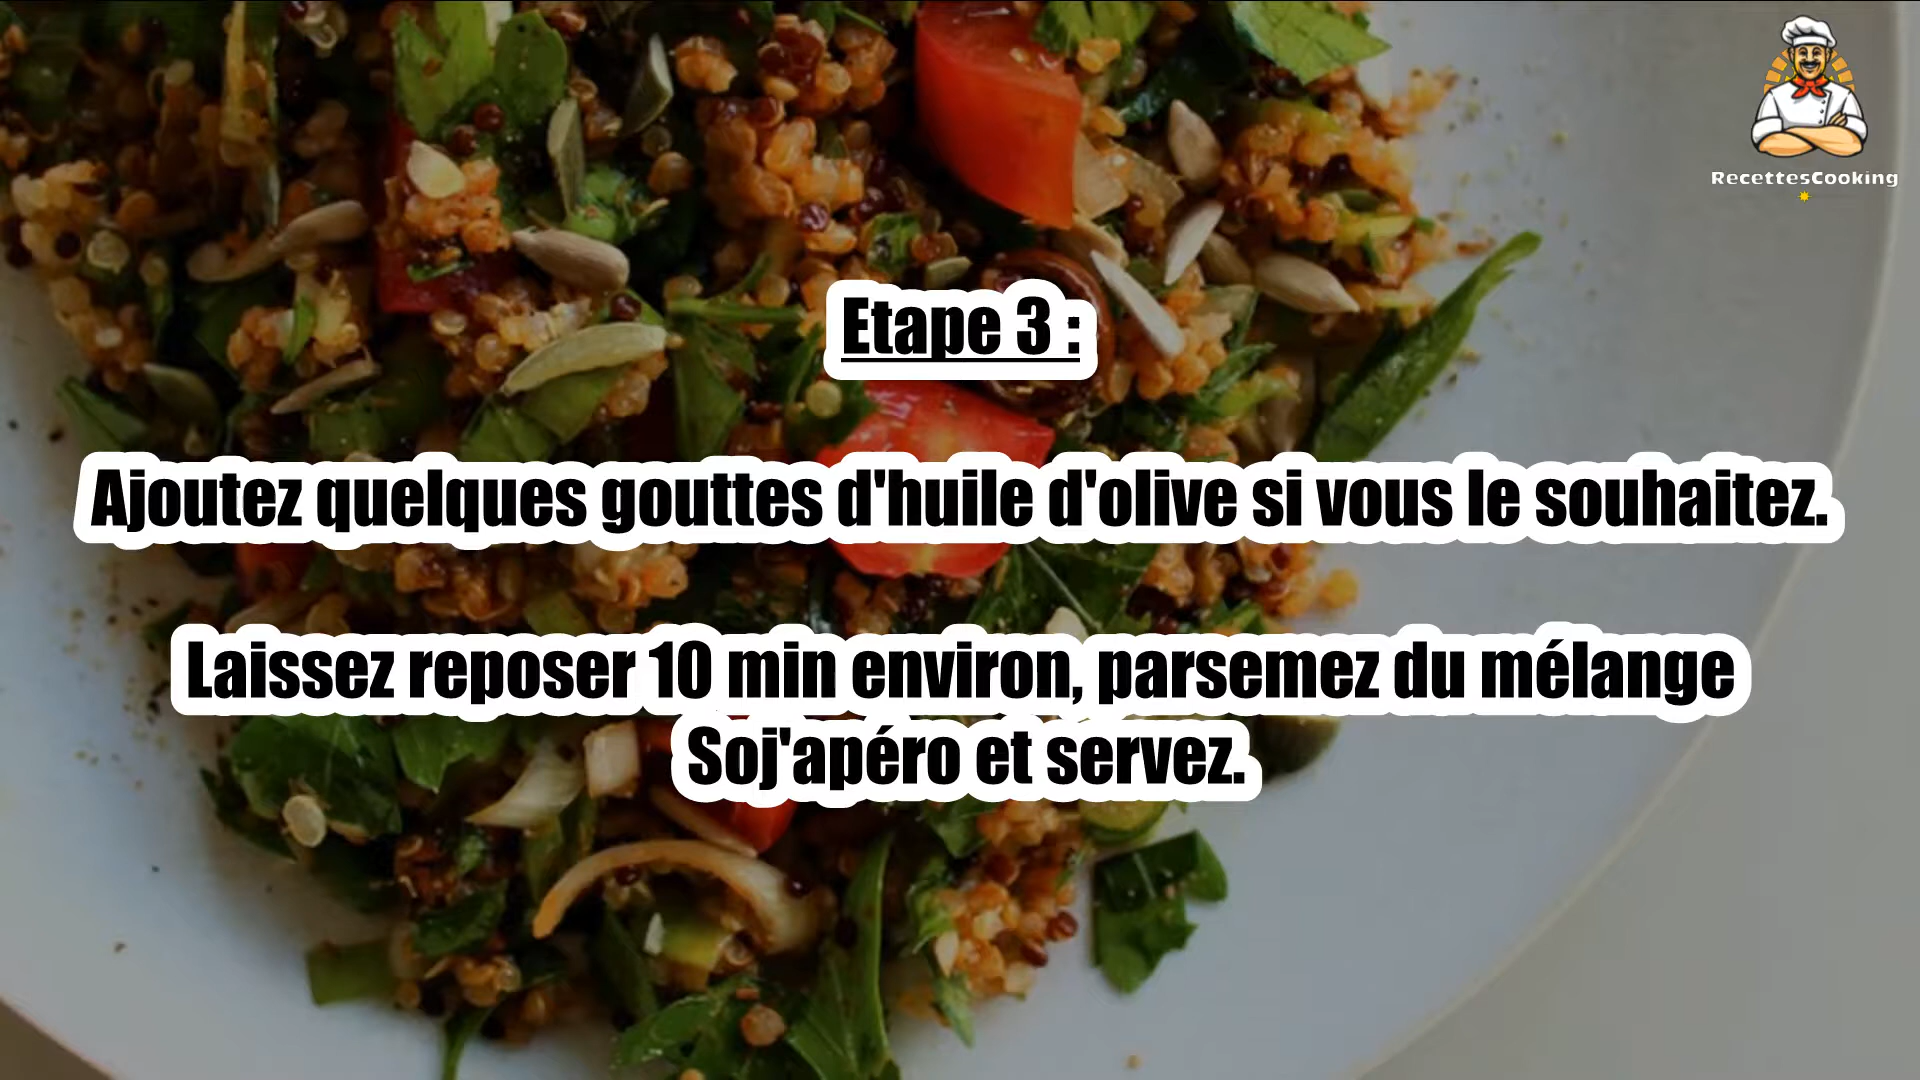 RecettesCooking
Etape 3 :
Ajoutez quelques gouttes d'huile d'olive si vous le souhaitez.
Laissez reposer 10 min environ, parsemez du mélange
Soj'apéro et servez.